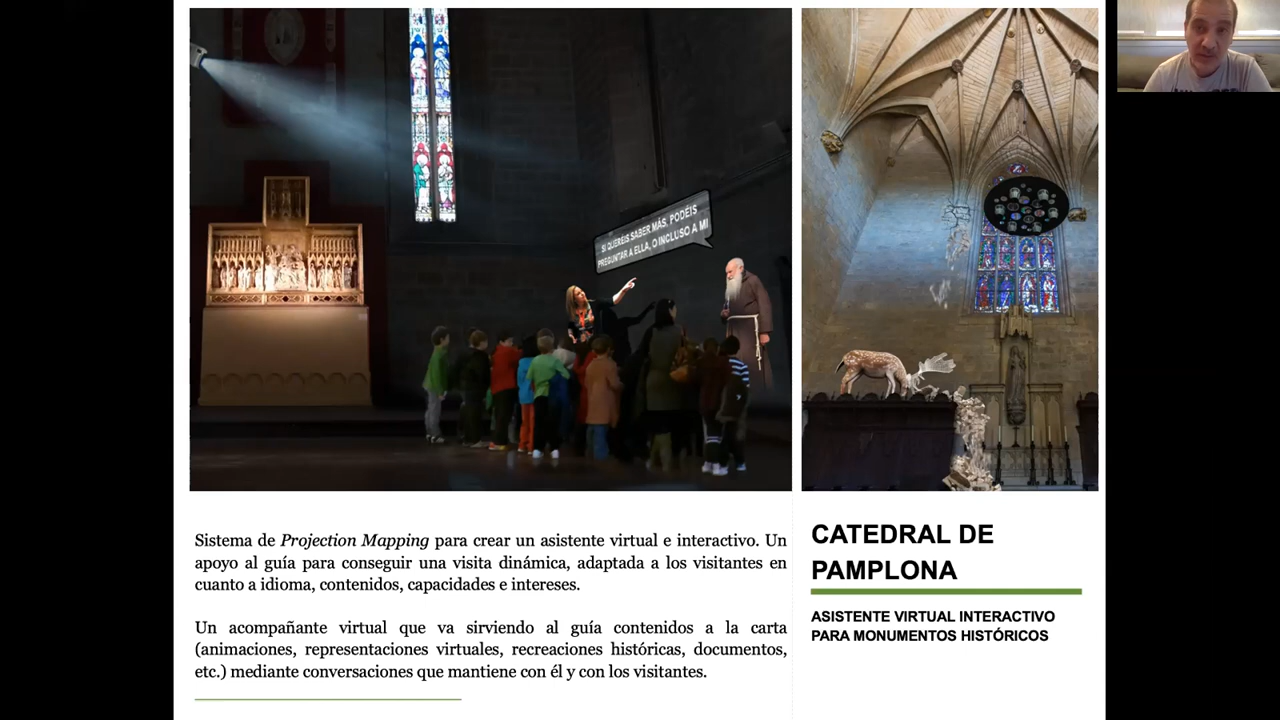 SI QUERÉIS SABER MÁS, PODÉIS
PREGUNTAR A ELLA, O INCLUSO A MI
Sistema de Projection Mapping para crear un asistente virtual e interactivo. Un
apoyo al guía para conseguir una visita dinámica, adaptada a los visitantes en
cuanto a idioma, contenidos, capacidades e intereses.
Un acompañante virtual que va sirviendo al guía contenidos a la carta
(animaciones, representaciones virtuales, recreaciones históricas, documentos,
etc.) mediante conversaciones que mantiene con él y con los visitantes.
CATEDRAL DE
PAMPLONA
ASISTENTE VIRTUAL INTERACTIVO
PARA MONUMENTOS HISTÓRICOS